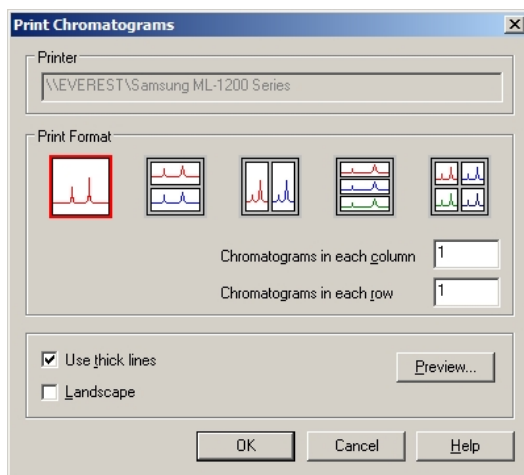 Print Chromatograms
Printer
\\EVEREST\Samsung ML-1200 Series
Print Format
Chromatograms in each column
1
Chromatograms in each row
1
Use thick lines
Landscape
Preview...
OK
Cancel
Help